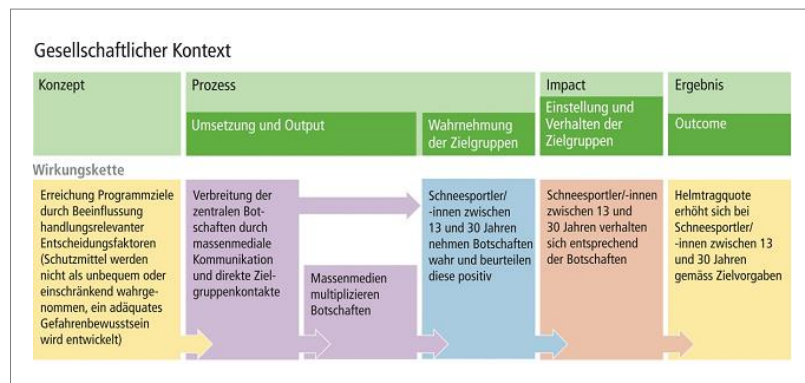 Gesellschaftlicher Kontext
Konzept
Prozess
Impact
Ergebnis
Umsetzung und Output
Wahrnehmung
der Zielgruppen
Einstellung und
Verhalten der
Zielgruppen
Outcome
Wirkungskette
Erreichung Programmziele
durch Beeinflussung
handlungsrelevanter
Entscheidungsfaktoren
(Schutzmittel werden
nicht als unbequem oder
einschränkend wahrge-
nommen, ein adäquates
Gefahrenbewusstsein
wird entwickelt)
Verbreitung der
zentralen Bot-
schaften durch
massenmediale
Kommunikation
und direkte Ziel-
gruppenkontakte
Massenmedien
multiplizieren
Botschaften
Schneesportler/
-innen zwischen
13 und 30 Jahren
nehmen Botschaften
wahr und beurteilen
diese positiv
Schneesportler/-innen
zwischen 13 und
30 Jahren verhalten
sich entsprechend
der Botschaften
Helmtragquote
erhöht sich bei
Schneesportler/
-innen zwischen 13
und 30 Jahren
gemäss Zielvorgaben